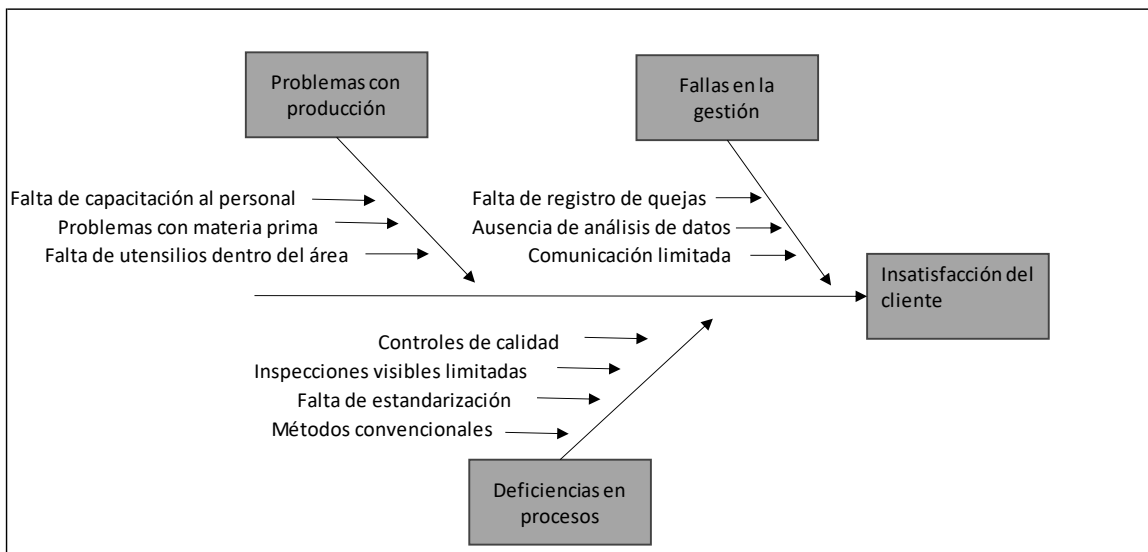 Problemas con
producción
Fallas en la
gestión
Falta de capacitación al personal
Problemas con materia prima
Falta de utensilios dentro del área
Falta de registro de quejas
Ausencia de análisis de datos
Comunicación limitada
Insatisfacción del
cliente
Controles de calidad
Inspecciones visibles limitadas
Falta de estandarización
Métodos convencionales
Deficiencias en
procesos